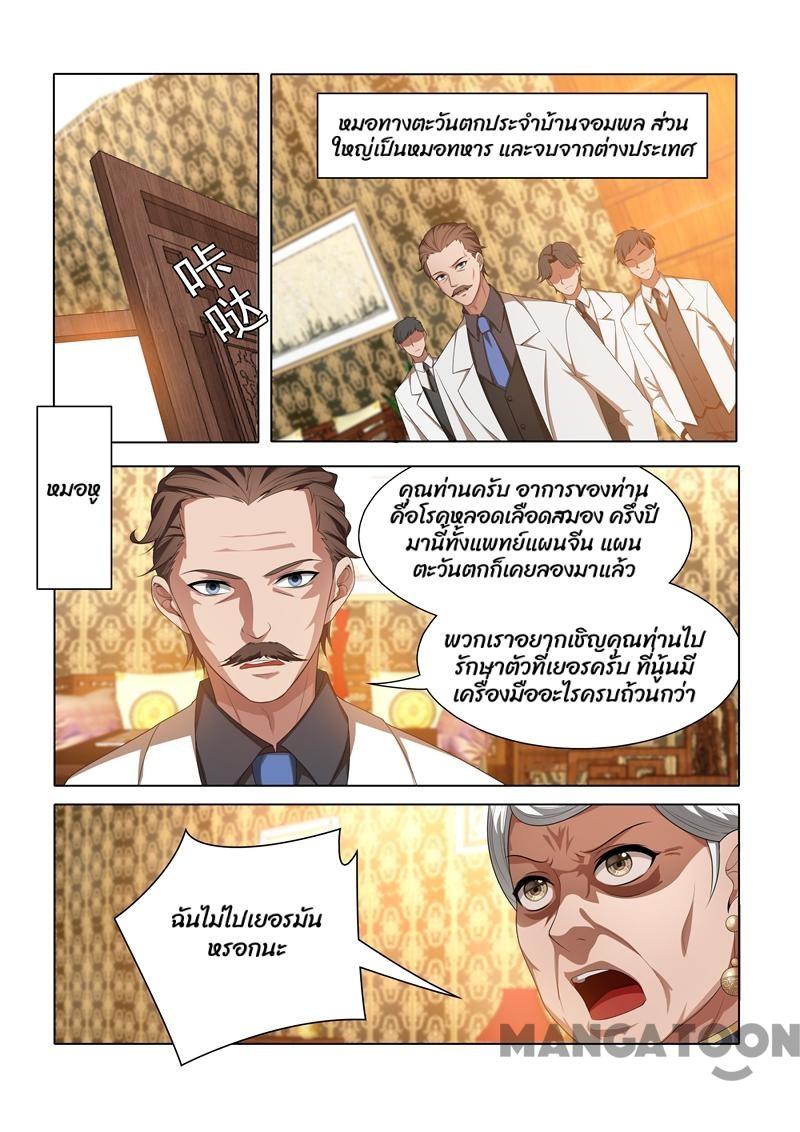 หมอทางตะวันตกประจำบ้านจอมพล ส่วน
ใหญ่เป็นหมอทหาร และจบจากต่างประเทศ
咔
哒
หมอหู
คุณท่านครับ อาการของท่าน
คือโรคหลอดเลือดสมอง ครึ่งปี
มานี้ทั้งแพทย์แผนจีน แผน
ตะวันตกก็เคยลองมาแล้ว
พวกเราอยากเชิญคุณท่านไป
รักษาตัวที่เยอรครับ ที่นู้นมี
เครื่องมืออะไรครบถ้วนกว่า
ฉันไม่ไปเยอรมัน
หรอกนะ
MANGATOON